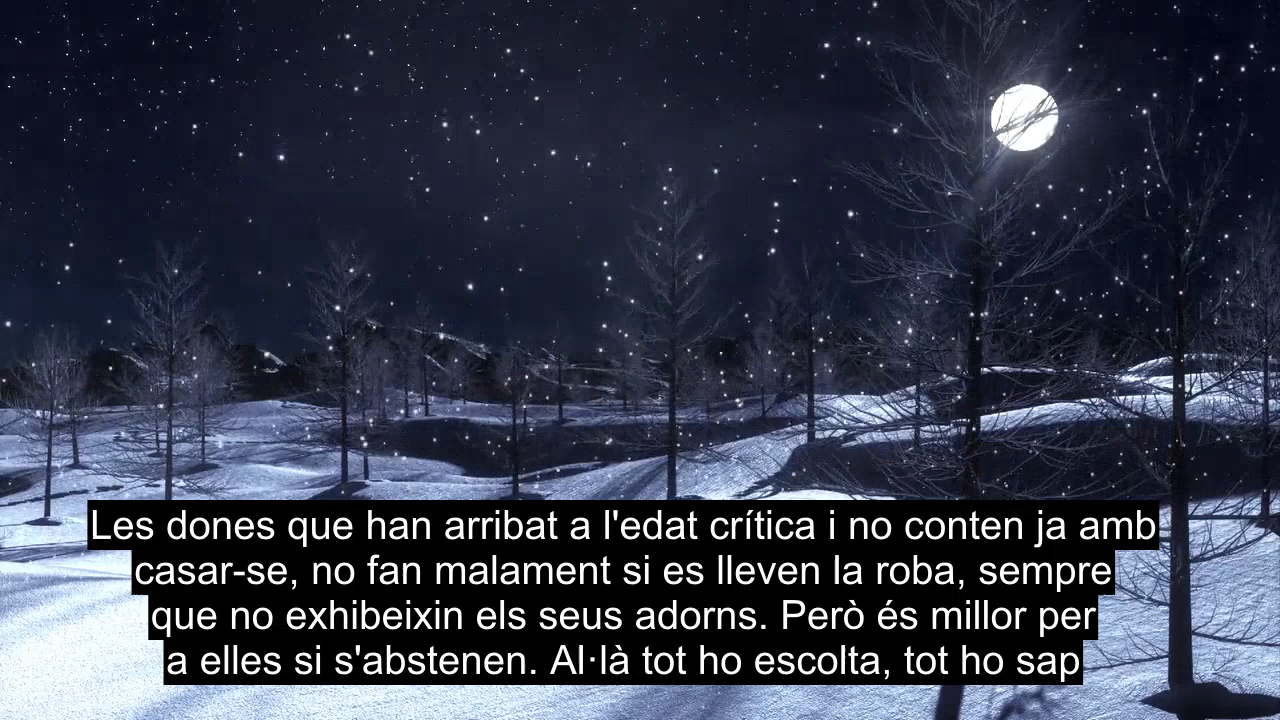 Les dones que han arribat a l'edat crítica i no conten ja amb
casar-se, no fan malament si es lleven la roba, sempre
que no exhibeixin els seus adorns. Però és millor per
a elles si s'abstenen. Al·là tot ho escolta, tot ho sap